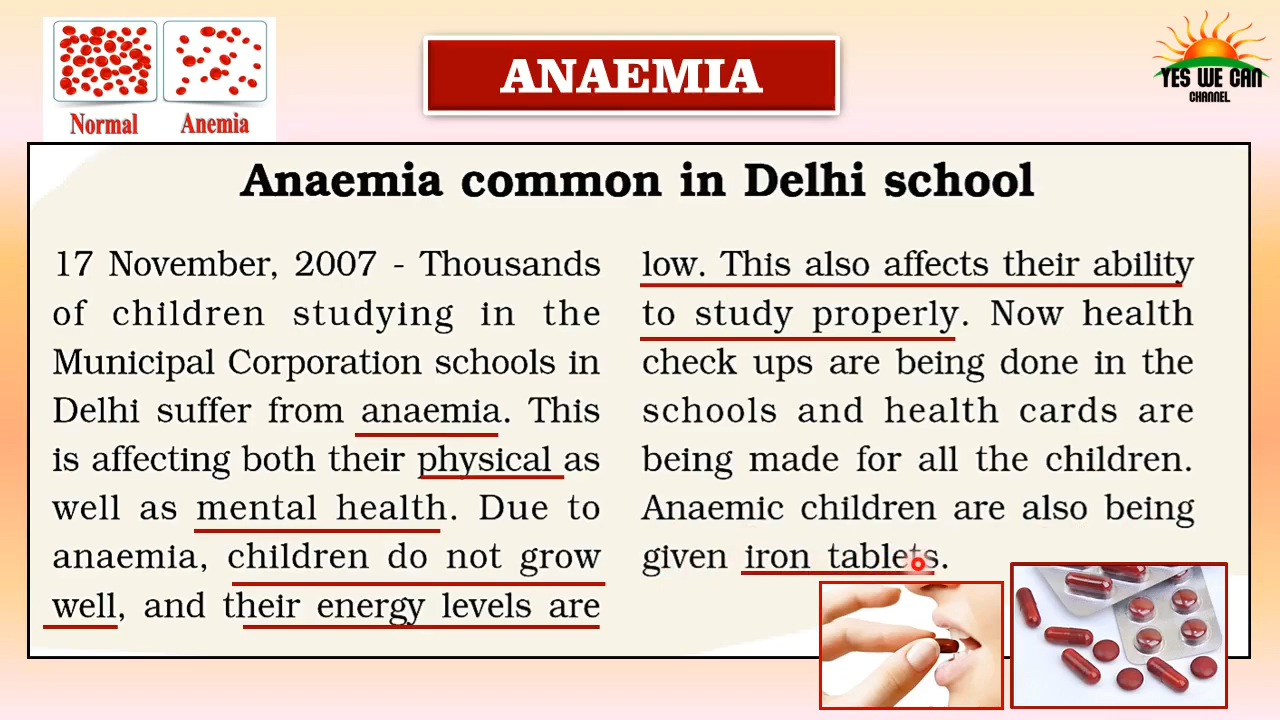 ANAEMIA
YES WE CAN
CHANNEL
Normal Anemia
Anaemia common in Delhi school
17 November, 2007 - Thousands
of children studying in the
Municipal Corporation schools in
Delhi suffer from anaemia. This
is affecting both their physical as
well as mental health. Due to
anaemia, children do not grow
well, and their energy levels are
low. This also affects their ability
to study properly. Now health
check ups are being done in the
schools and health cards are
being made for all the children.
Anaemic children are also being
given iron tablets.